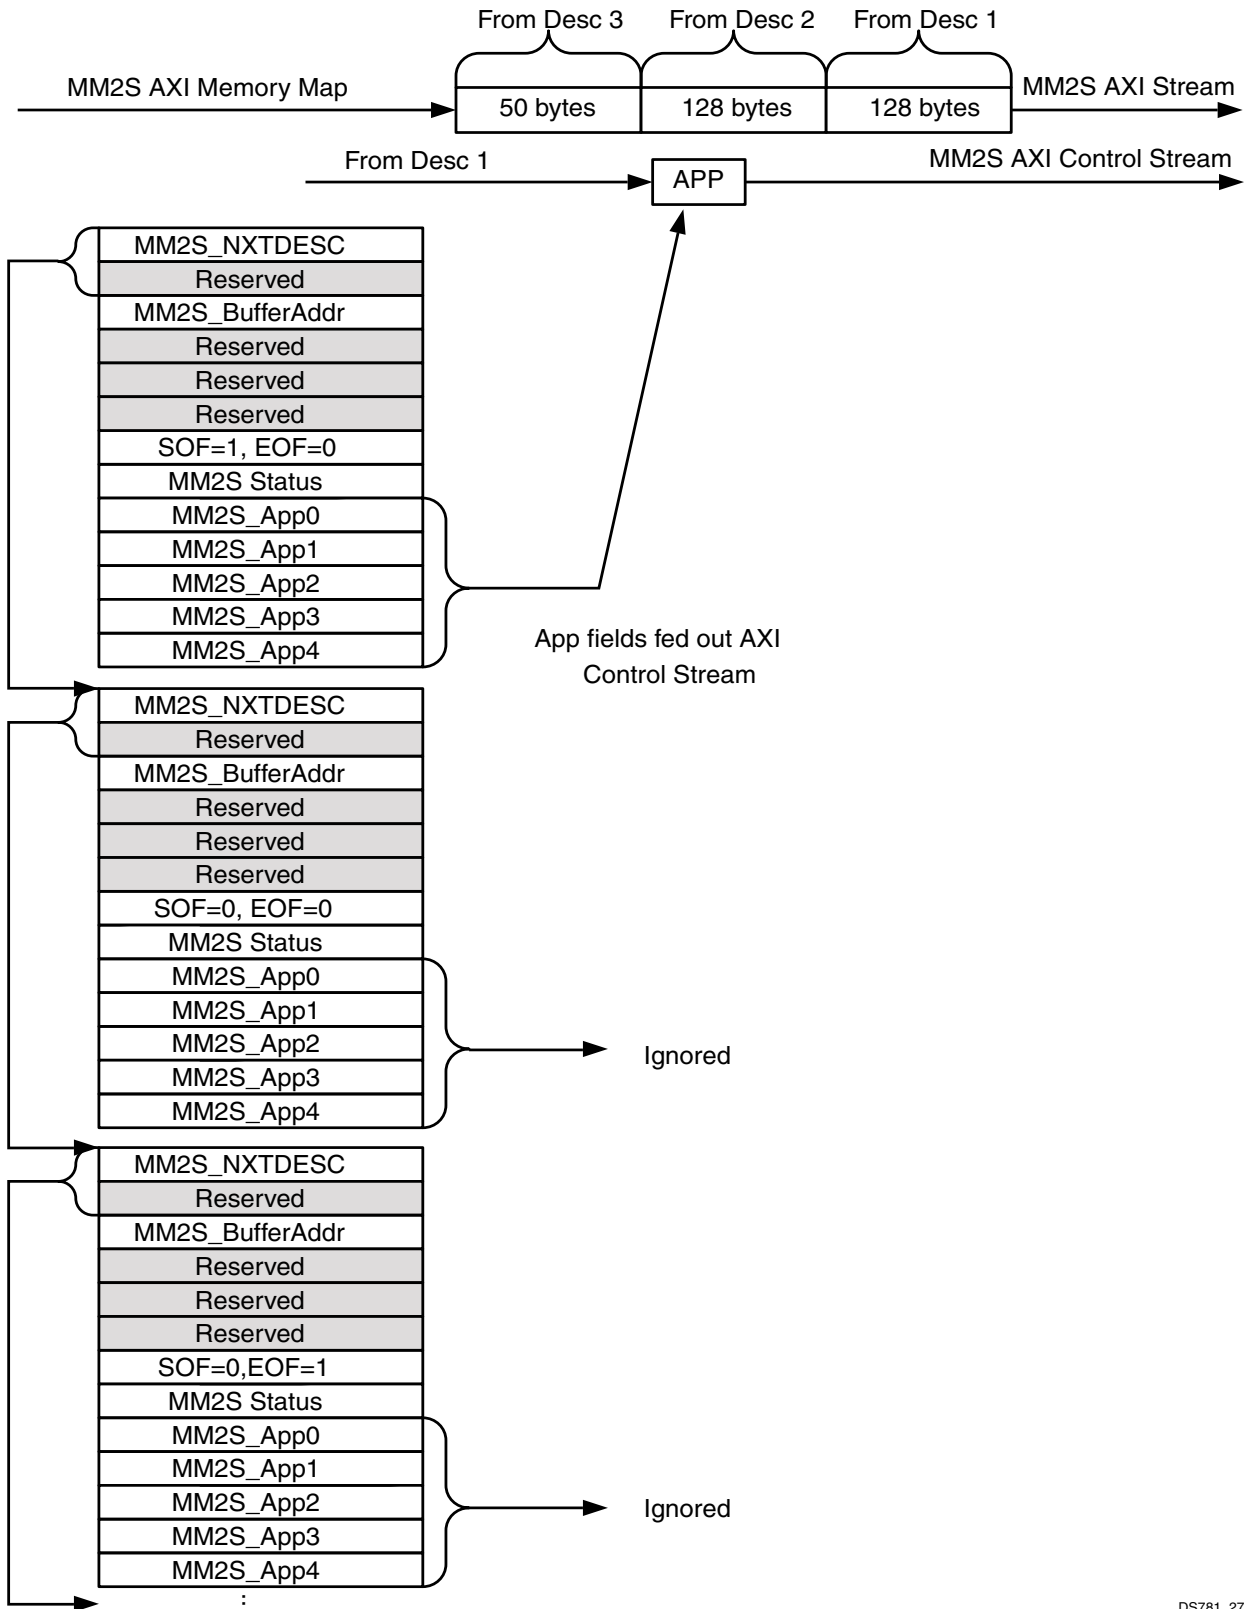 From Desc 3 From Desc 2 From Desc 1
MM2S AXI Memory Map
50 bytes 128 bytes 128 bytes
MM2S AXI Stream
From Desc 1
APP
MM2S AXI Control Stream
MM2S_NXTDESC
Reserved
MM2S_BufferAddr
Reserved
Reserved
Reserved
SOF=1, EOF=0
MM2S Status
MM2S_App0
MM2S_App1
MM2S_App2
MM2S_App3
MM2S_App4
App fields fed out AXI
Control Stream
MM2S_NXTDESC
Reserved
MM2S_BufferAddr
Reserved
Reserved
Reserved
SOF=0, EOF=0
MM2S Status
MM2S_App0
MM2S_App1
MM2S_App2
MM2S_App3
MM2S_App4
Ignored
MM2S_NXTDESC
Reserved
MM2S_BufferAddr
Reserved
Reserved
Reserved
SOF=0,EOF=1
MM2S Status
MM2S_App0
MM2S_App1
MM2S_App2
MM2S_App3
MM2S_App4
Ignored
DS781_27